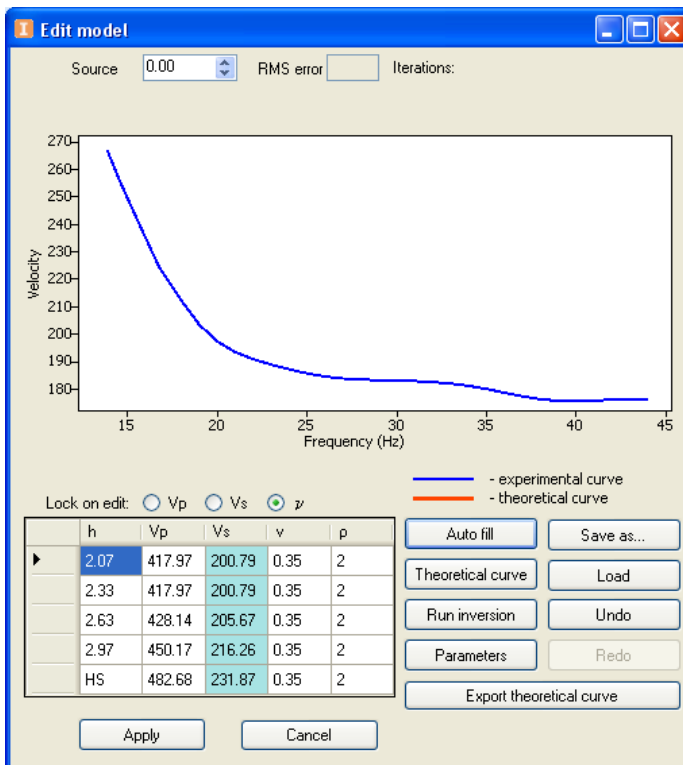 Edit model
Source 0.00 RMS error Iterations:
270
260
250
240
230
220
210
200
190
180
Velocity
15 20 25 30 35 40 45
Frequency (Hz)
- experimental curve
- theoretical curve
Lock on edit: Vp Vs ν
h Vp Vs ν ρ
2.07 417.97 200.79 0.35 2
2.33 417.97 200.79 0.35 2
2.63 428.14 205.67 0.35 2
2.97 450.17 216.26 0.35 2
HS 482.68 231.87 0.35 2
Auto fill Save as...
Theoretical curve Load
Run inversion Undo
Parameters Redo
Export theoretical curve
Apply Cancel